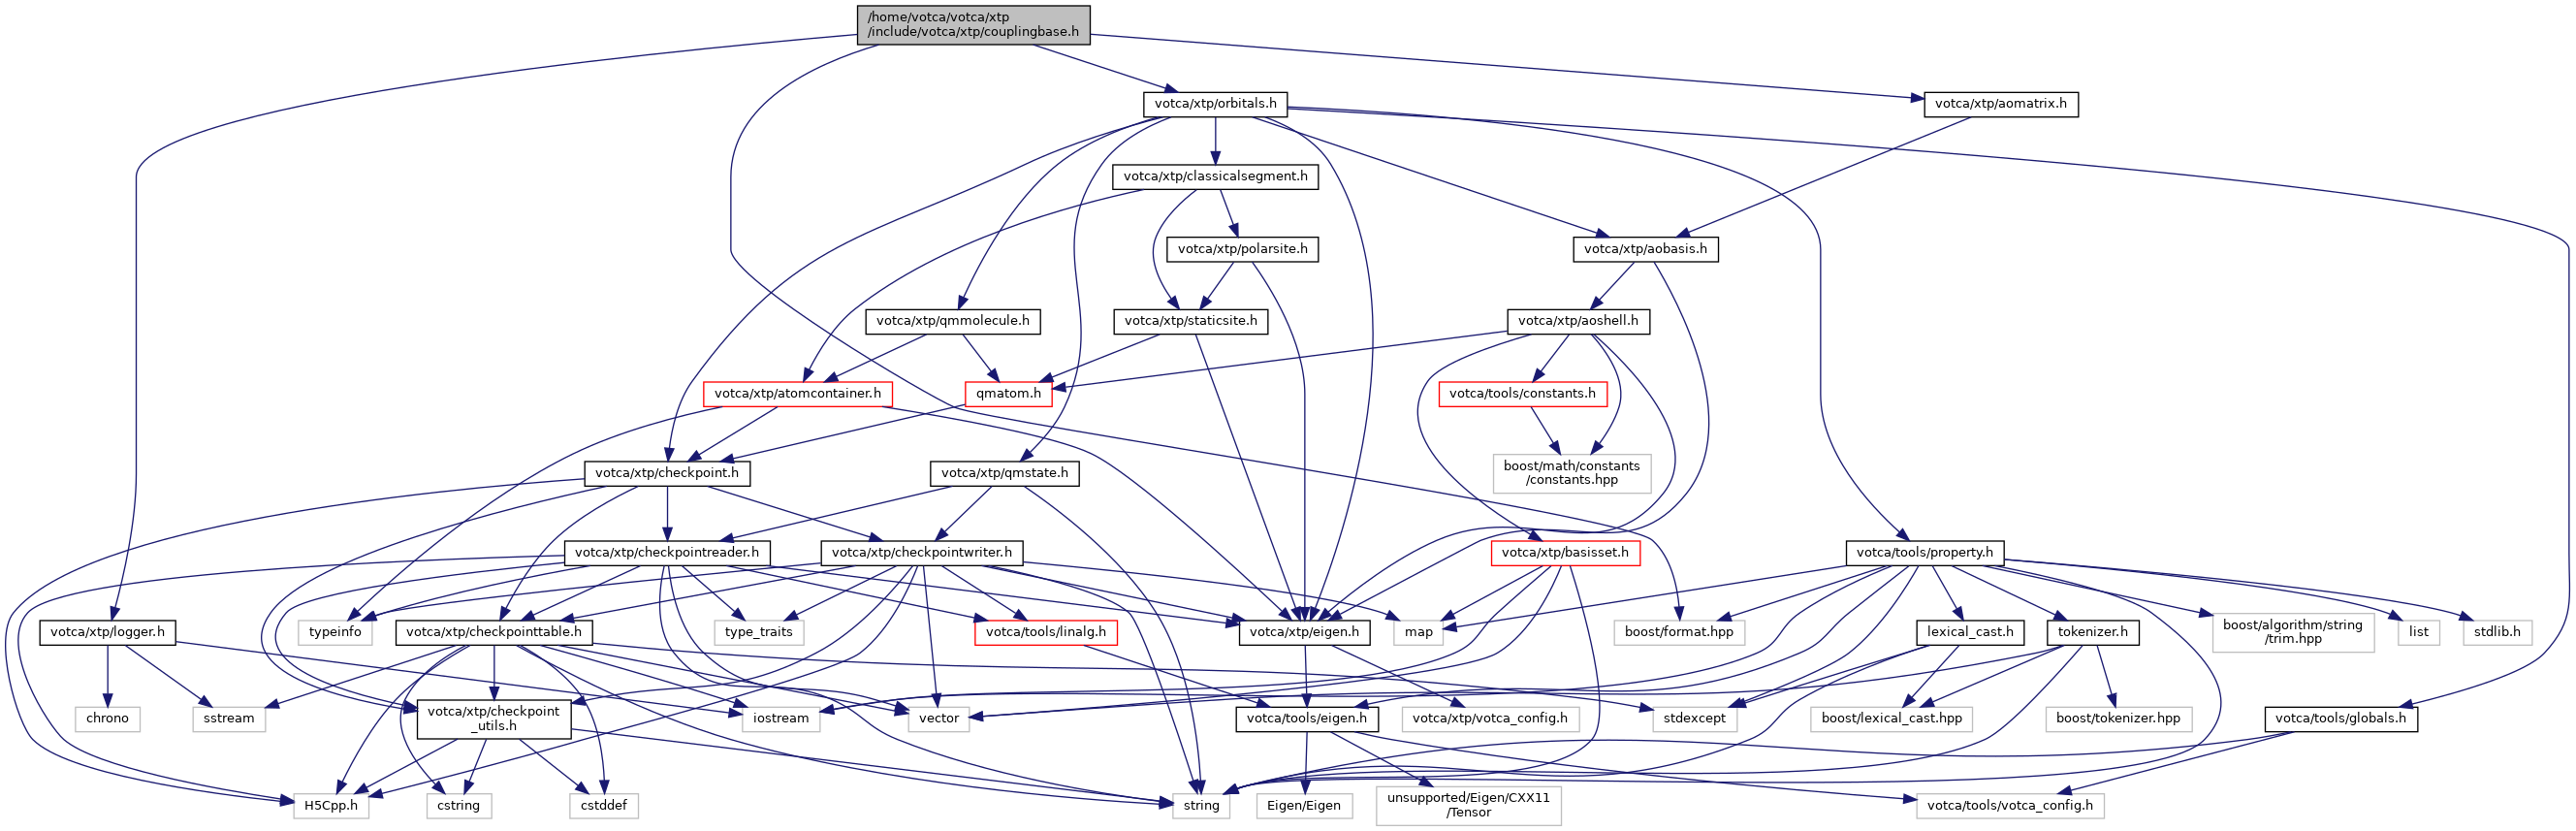 /home/votca/votca/xtp
/include/votca/xtp/couplingbase.h
votca/xtp/orbitals.h
votca/xtp/aomatrix.h
votca/xtp/classicalsegment.h
votca/xtp/polarsite.h
votca/xtp/aobasis.h
votca/xtp/qmmolecule.h
votca/xtp/staticsite.h
votca/xtp/aoshell.h
votca/xtp/atomcontainer.h
qmatom.h
votca/tools/constants.h
votca/xtp/checkpoint.h
votca/xtp/qmstate.h
boost/math/constants
/constants.hpp
votca/xtp/checkpointreader.h
votca/xtp/checkpointwriter.h
votca/xtp/basisset.h
votca/tools/property.h
votca/xtp/logger.h
typeinfo
votca/xtp/checkpointtable.h
type_traits
votca/tools/linalg.h
votca/xtp/eigen.h
map
boost/format.hpp
lexical_cast.h
tokenizer.h
boost/algorithm/string
/trim.hpp
list
stdlib.h
chrono
sstream
votca/xtp/checkpoint
_utils.h
iostream
vector
votca/tools/eigen.h
votca/xtp/votca_config.h
stdexcept
boost/lexical_cast.hpp
boost/tokenizer.hpp
votca/tools/globals.h
H5Cpp.h
cstring
cstddef
string
Eigen/Eigen
unsupported/Eigen/CXX11
/Tensor
votca/tools/votca_config.h